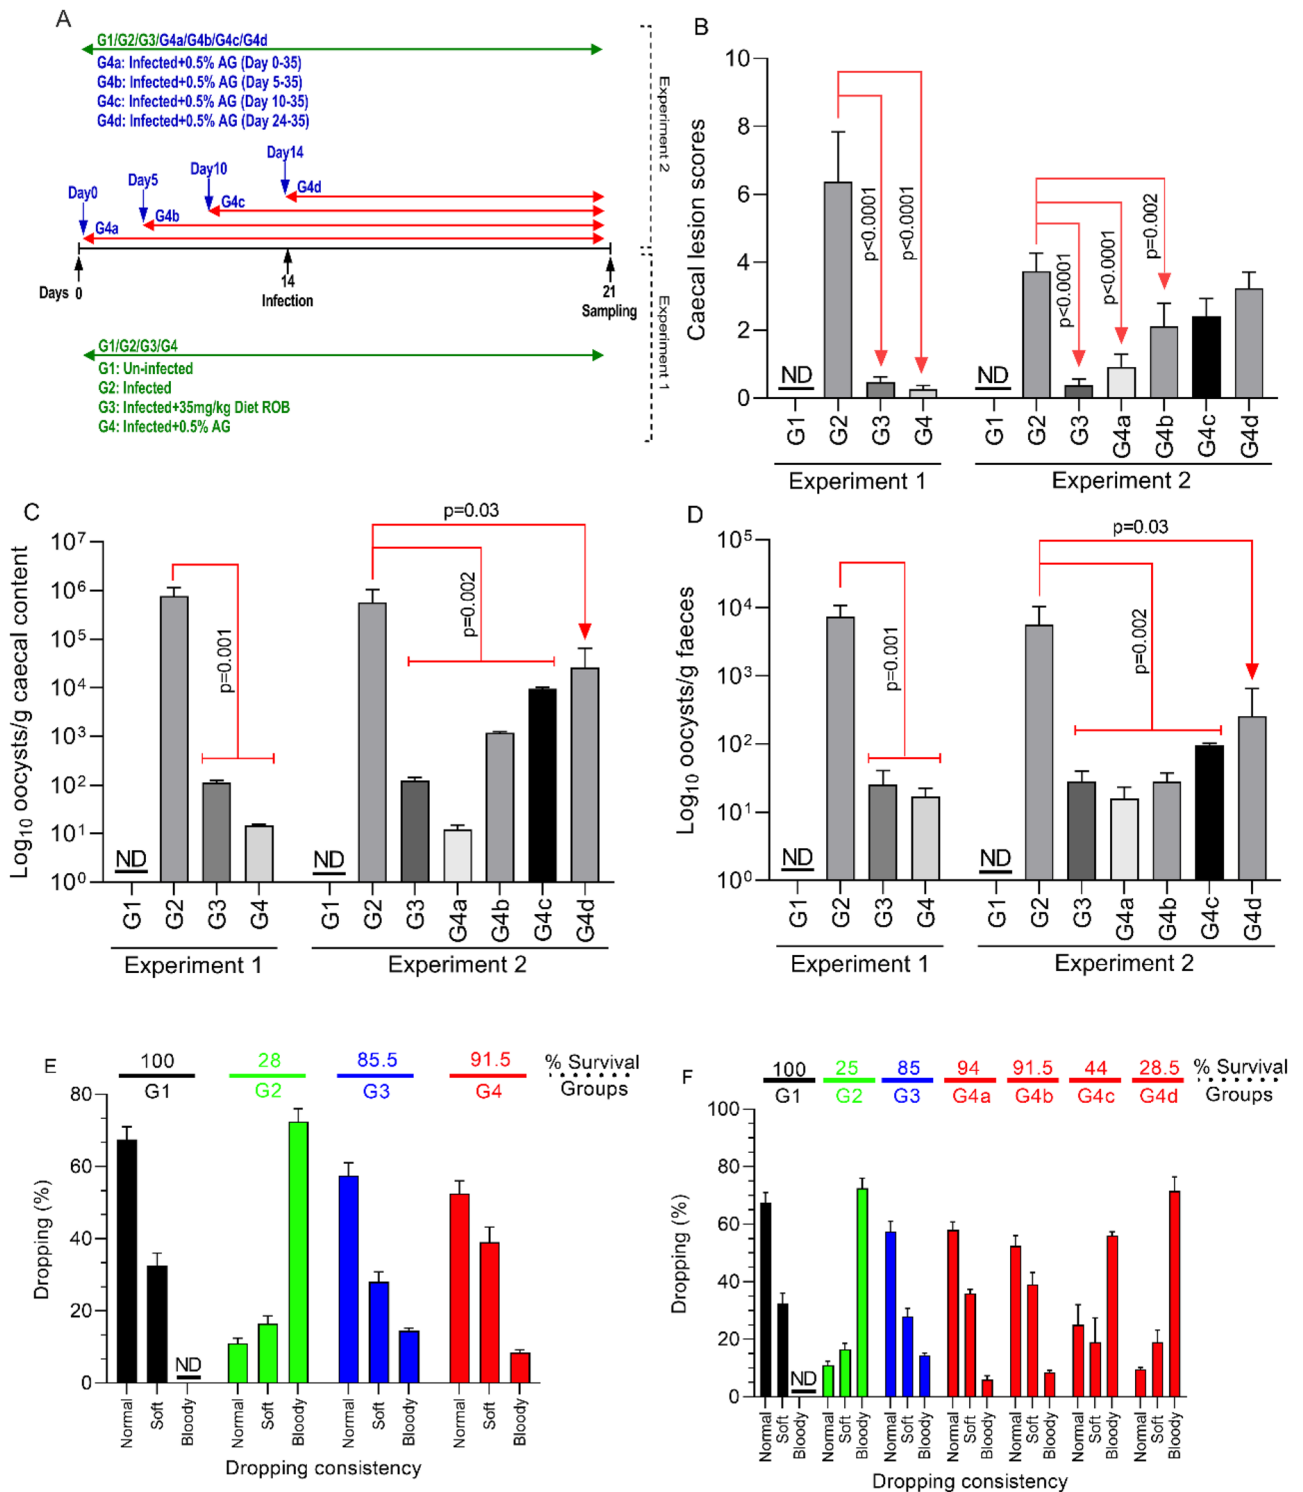 A
G1/G2/G3/G4a/G4b/G4c/G4d
G4a: Infected+0.5% AG (Day 0-35)
G4b: Infected+0.5% AG (Day 5-35)
G4c: Infected+0.5% AG (Day 10-35)
G4d: Infected+0.5% AG (Day 24-35)
Experiment 2
Day14
Day10
Day5
Day0
G4d
G4c
G4b
G4a
Days 0
14
21
Infection
Sampling
Experiment 1
G1/G2/G3/G4
G1: Un-infected
G2: Infected
G3: Infected+35mg/kg Diet ROB
G4: Infected+0.5% AG
B
Caecal lesion scores
10
8
6
4
2
0
ND
p<0.0001
p<0.0001
ND
p<0.0001
p<0.0001
p=0.002
G1 G2 G3 G4 G1 G2 G3 G4a G4b G4c G4d
Experiment 1 Experiment 2
C
Log10 oocysts/g caecal content
10⁷
10⁶
10⁵
10⁴
10³
10²
10¹
10⁰
ND
p=0.001
ND
p=0.002
p=0.03
G1 G2 G3 G4 G1 G2 G3 G4a G4b G4c G4d
Experiment 1 Experiment 2
D
Log10 oocysts/g faeces
10⁵
10⁴
10³
10²
10¹
10⁰
ND
p=0.001
ND
p=0.002
p=0.03
G1 G2 G3 G4 G1 G2 G3 G4a G4b G4c G4d
Experiment 1 Experiment 2
E
100 28 85.5 91.5 % Survival
G1 G2 G3 G4 Groups
Dropping (%)
80
60
40
20
0
ND
Normal Soft Bloody Normal Soft Bloody Normal Soft Bloody Normal Soft Bloody
Dropping consistency
F
100 25 85 94 91.5 44 28.5 % Survival
G1 G2 G3 G4a G4b G4c G4d Groups
Dropping (%)
100
80
60
40
20
0
ND
Normal Soft Bloody Normal Soft Bloody Normal Soft Bloody Normal Soft Bloody Normal Soft Bloody Normal Soft Bloody Normal Soft Bloody
Dropping consistency